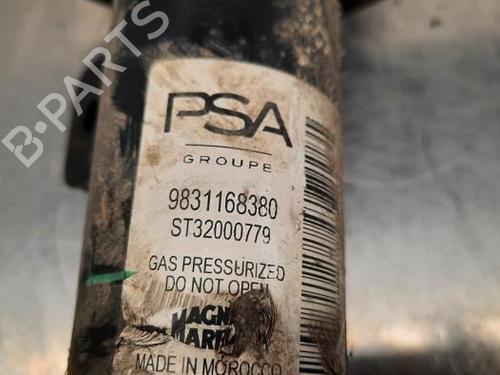 B-PARTS
PSA
GROUPE
9831168380
ST32000779
GAS PRESSURIZED
DO NOT OPEN
MADE IN MOROCCO